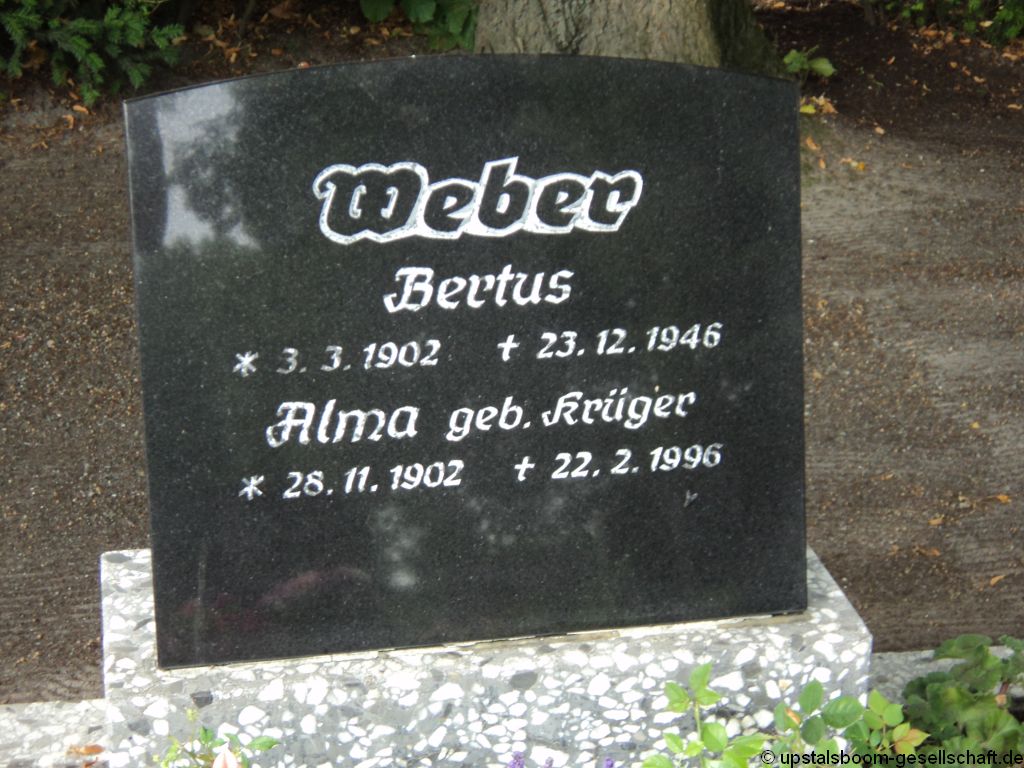 Weber
Bertus
* 3. 3. 1902 † 23. 12. 1946
Alma geb. Krüger
* 28. 11. 1902 † 22. 2. 1996
© upstalsboom-gesellschaft.de